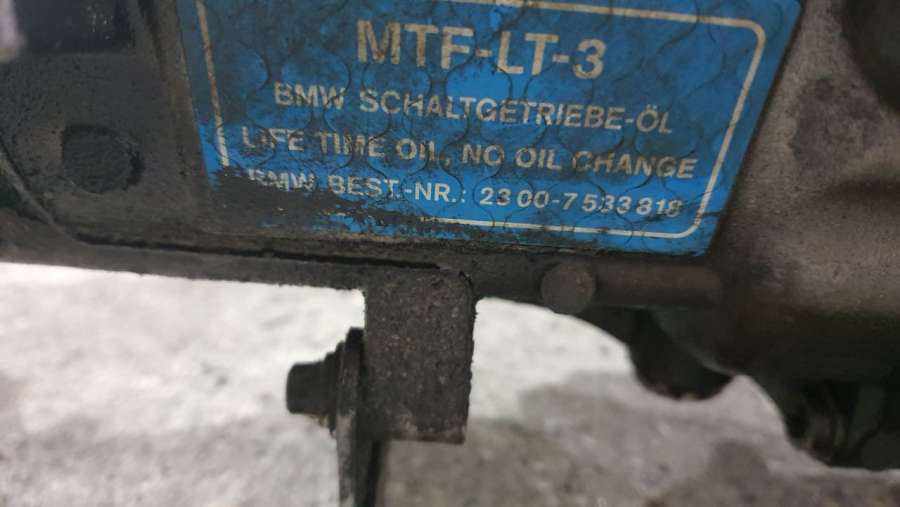 MTF-LT-3
BMW SCHALTGETRIEBE-ÖL
LIFE TIME OIL, NO OIL CHANGE
BMW BEST.-NR.: 23 00-7 533 818